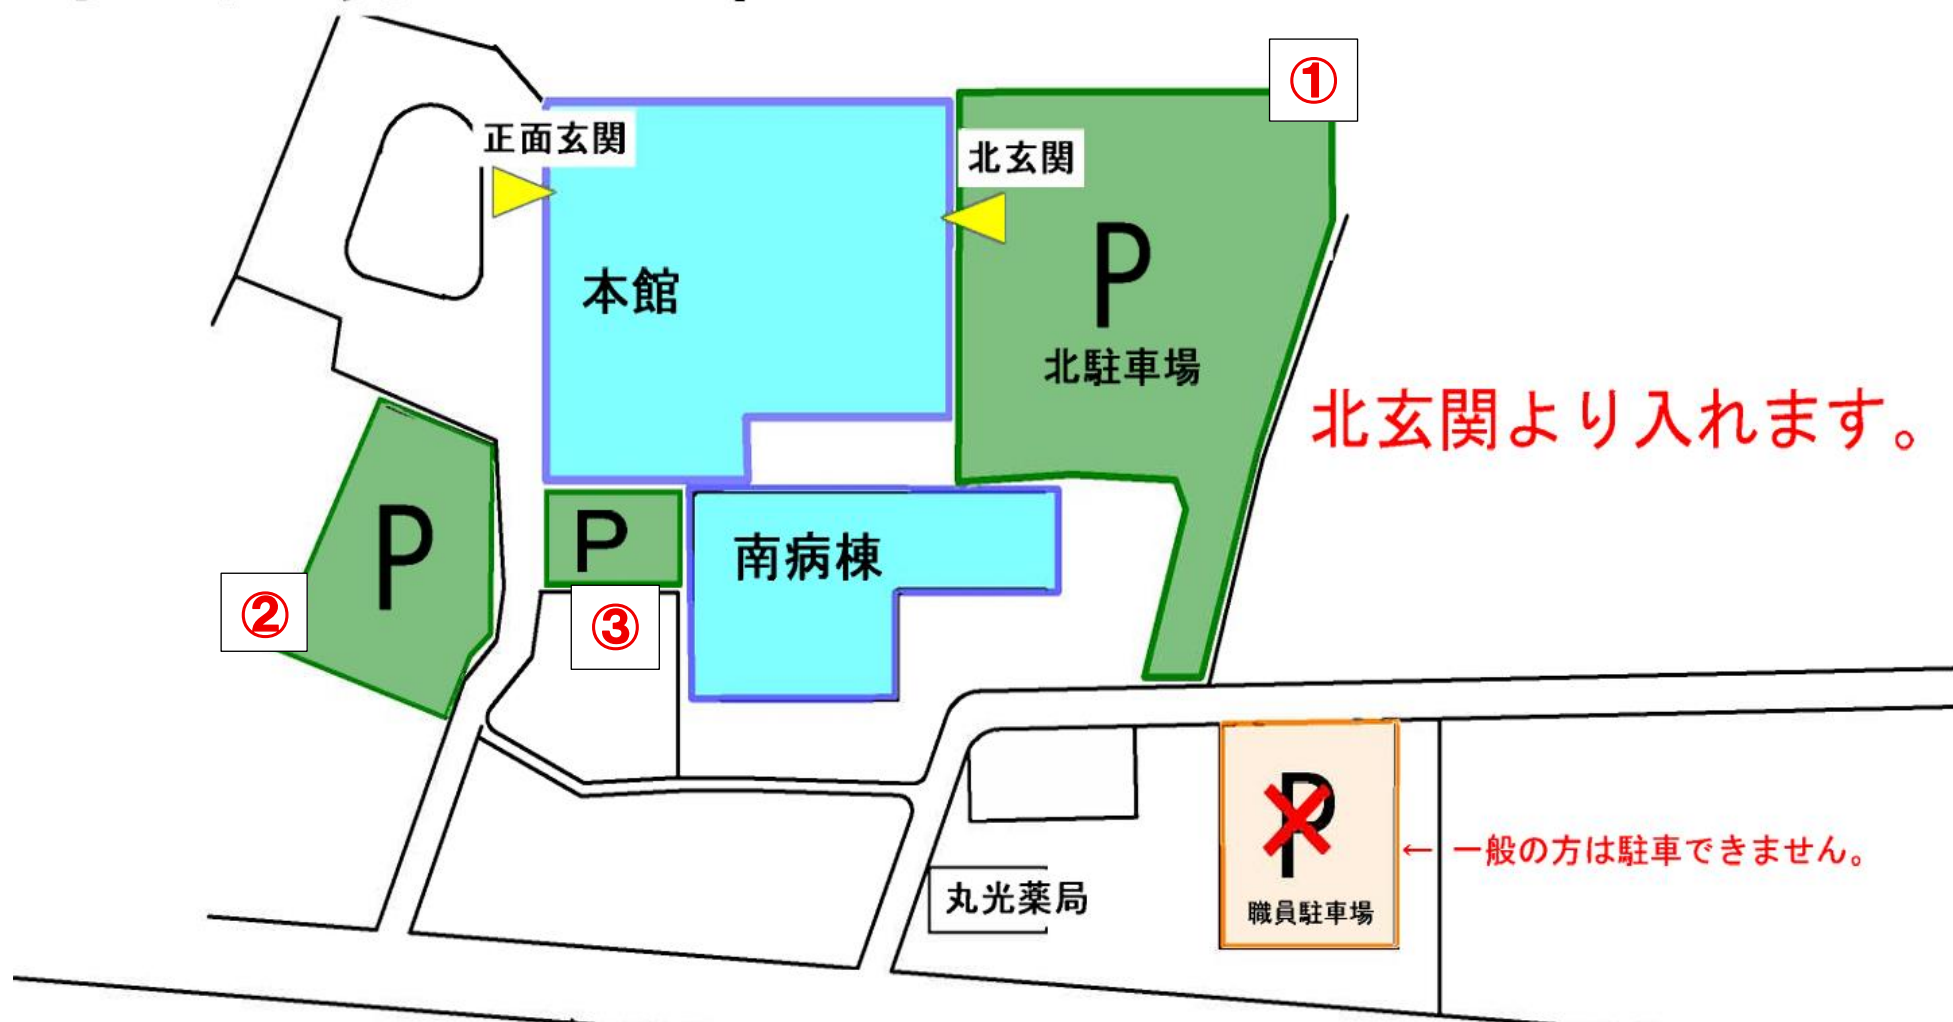 ①
正面玄関
北玄関
本館
P
北駐車場
北玄関より入れます。
P
P
南病棟
②
③
P
← 一般の方は駐車できません。
職員駐車場
丸光薬局